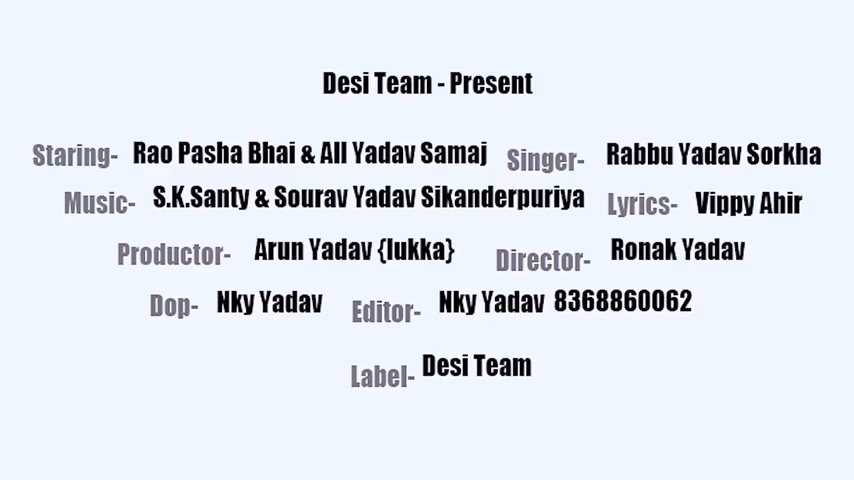 Desi Team - Present
Staring- Rao Pasha Bhai & All Yadav Samaj Singer- Rabbu Yadav Sorkha
Music- S.K.Santy & Sourav Yadav Sikanderpuriya Lyrics- Vippy Ahir
Productor- Arun Yadav {lukka} Director- Ronak Yadav
Dop- Nky Yadav Editor- Nky Yadav 8368860062
Label- Desi Team